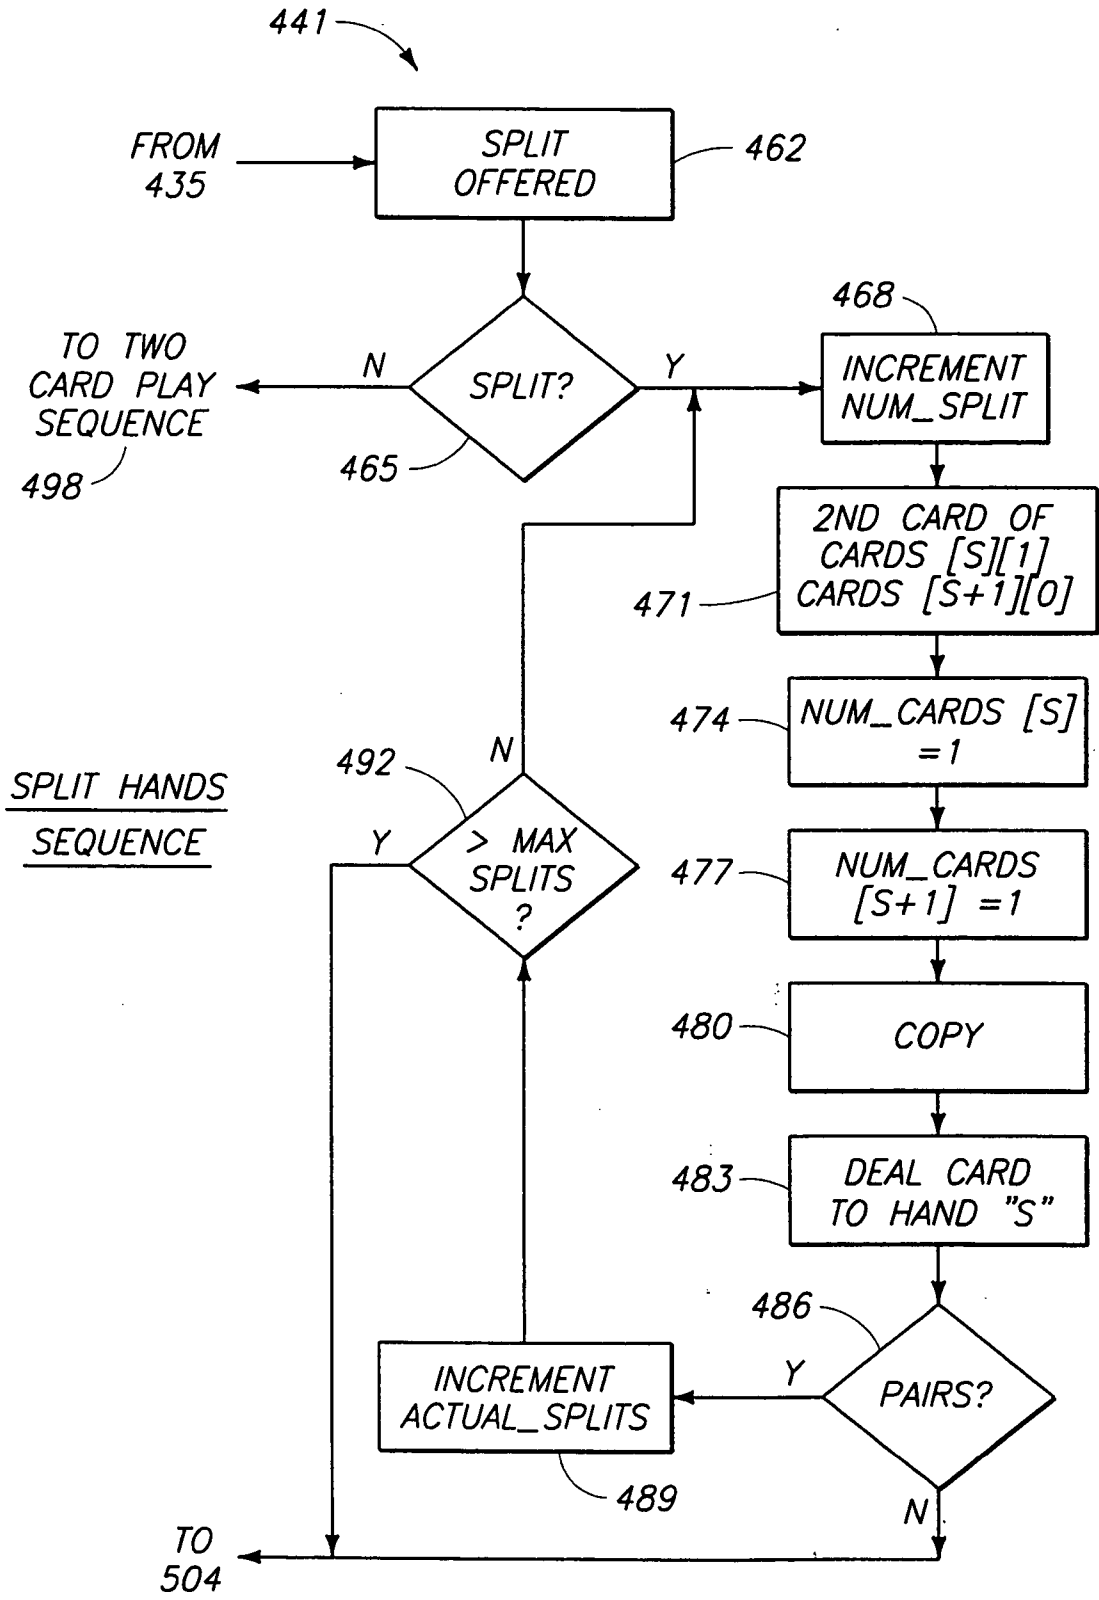 441
FROM
435
SPLIT
OFFERED
462
TO TWO
CARD PLAY
SEQUENCE
498
N
SPLIT?
Y
465
468
INCREMENT
NUM_SPLIT
2ND CARD OF
CARDS [S][1]
CARDS [S+1][0]
471
474
NUM_CARDS [S]
=1
SPLIT HANDS
SEQUENCE
492
N
Y
> MAX
SPLITS
?
477
NUM_CARDS
[S+1] =1
480
COPY
483
DEAL CARD
TO HAND "S"
486
PAIRS?
Y
N
INCREMENT
ACTUAL_SPLITS
489
TO
504